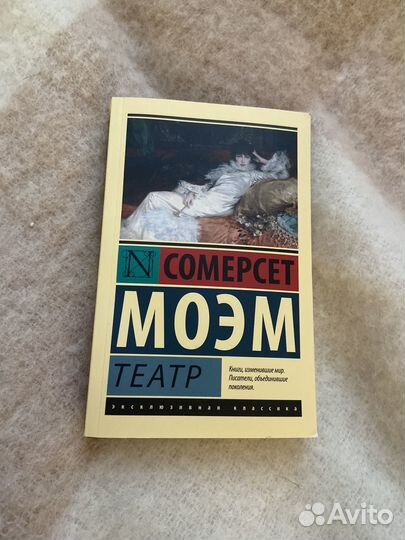 N
СОМЕРСЕТ
МОЭМ
ТЕАТР
Книги, изменившие мир.
Писатели, объединившие
поколения.
эксклюзивная классика
Avito